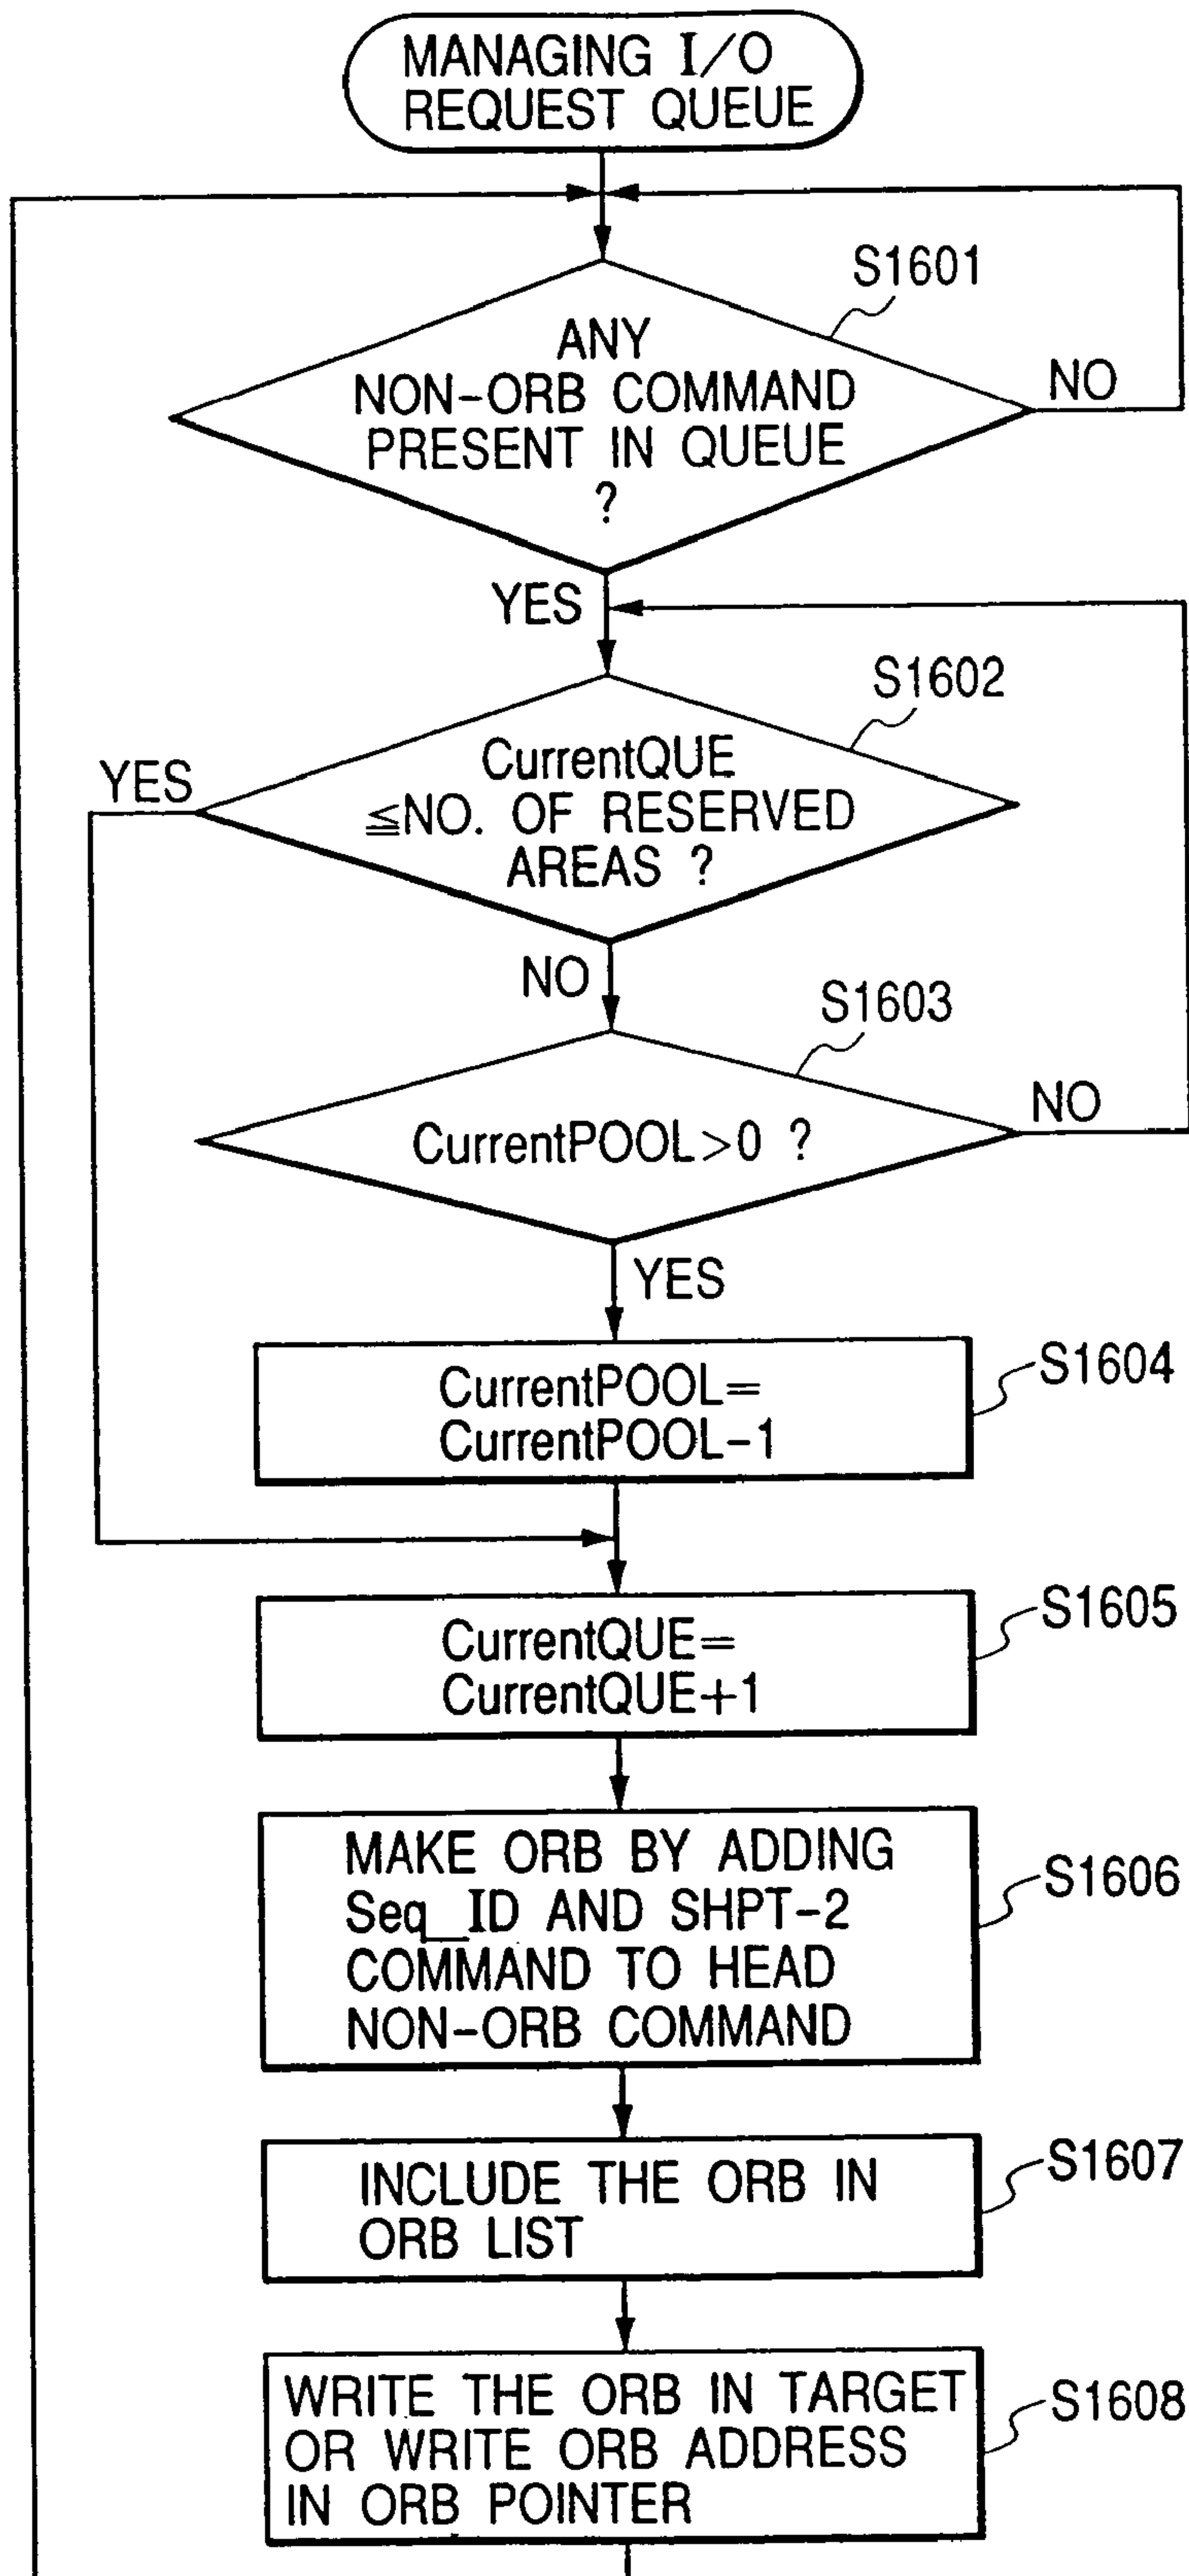 MANAGING I/O
REQUEST QUEUE
S1601
ANY
NON-ORB COMMAND
PRESENT IN QUEUE
?
NO
YES
S1602
CurrentQUE
≦NO. OF RESERVED
AREAS ?
YES
NO
S1603
CurrentPOOL>0 ?
NO
YES
S1604
CurrentPOOL=
CurrentPOOL-1
S1605
CurrentQUE=
CurrentQUE+1
S1606
MAKE ORB BY ADDING
Seq_ID AND SHPT-2
COMMAND TO HEAD
NON-ORB COMMAND
S1607
INCLUDE THE ORB IN
ORB LIST
S1608
WRITE THE ORB IN TARGET
OR WRITE ORB ADDRESS
IN ORB POINTER